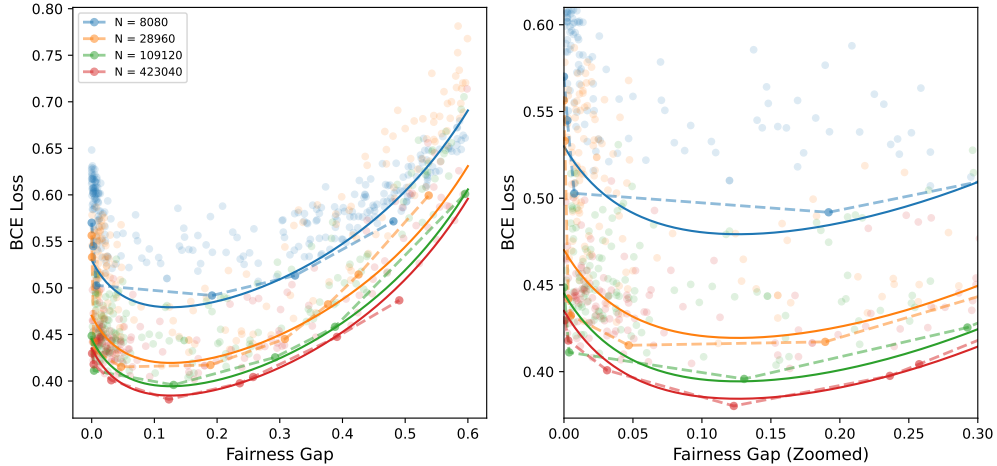 0.80
0.75
0.70
0.65
0.60
0.55
0.50
0.45
0.40
BCE Loss
0.0 0.1 0.2 0.3 0.4 0.5 0.6
Fairness Gap
N = 8080
N = 28960
N = 109120
N = 423040
0.60
0.55
0.50
0.45
0.40
BCE Loss
0.00 0.05 0.10 0.15 0.20 0.25 0.30
Fairness Gap (Zoomed)